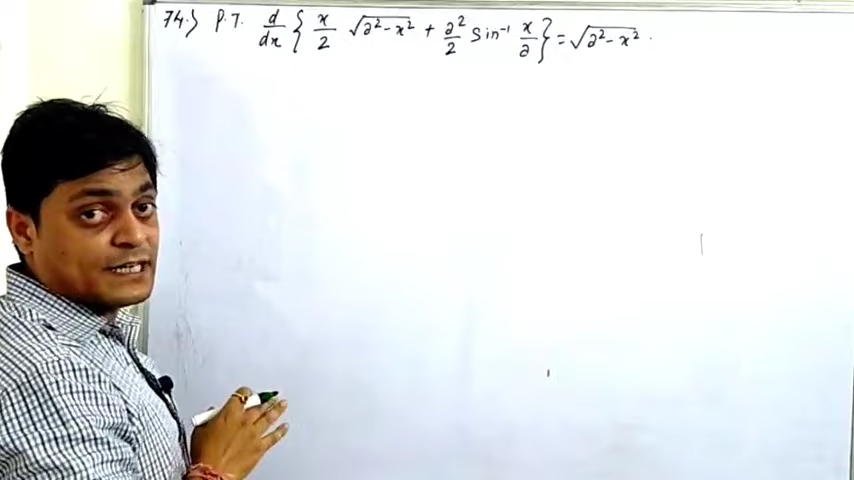 74.) P.T. d/dx { x/2 √a²-x² + a²/2 Sin⁻¹ x/a } = √a²-x² .